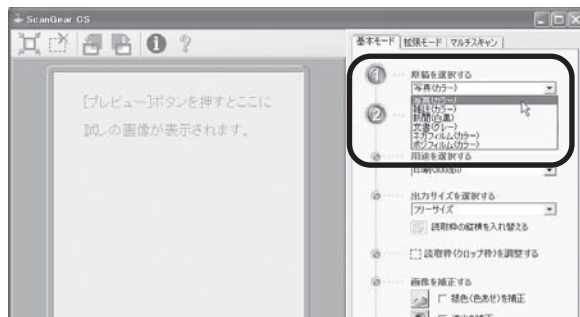 ScanGear CS
基本モード
拡張モード
マルチスキャン
[プレビュー]ボタンを押すとここに
試しの画像が表示されます。
① 原稿を選択する
写真(カラー)
写真(カラー)
雑誌(カラー)
新聞(白黒)
文書(グレー)
ネガフィルム(カラー)
ポジフィルム(カラー)
②
用途を選択する
印刷(300dpi)
出力サイズを選択する
フリーサイズ
読取枠の縦横を入れ替える
読取枠(クロップ枠)を調整する
画像を補正する
褪色(色あせ)を補正